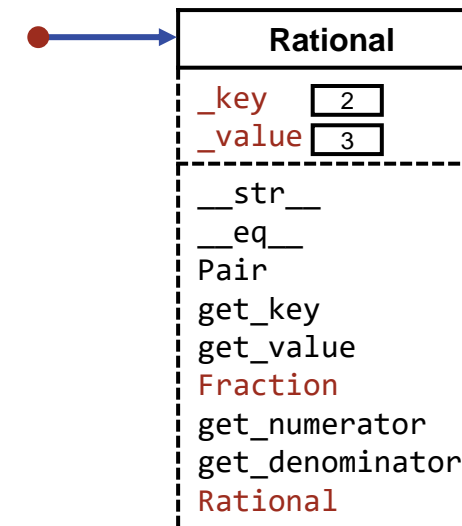 Rational
_key 2
_value 3
__str__
__eq__
Pair
get_key
get_value
Fraction
get_numerator
get_denominator
Rational